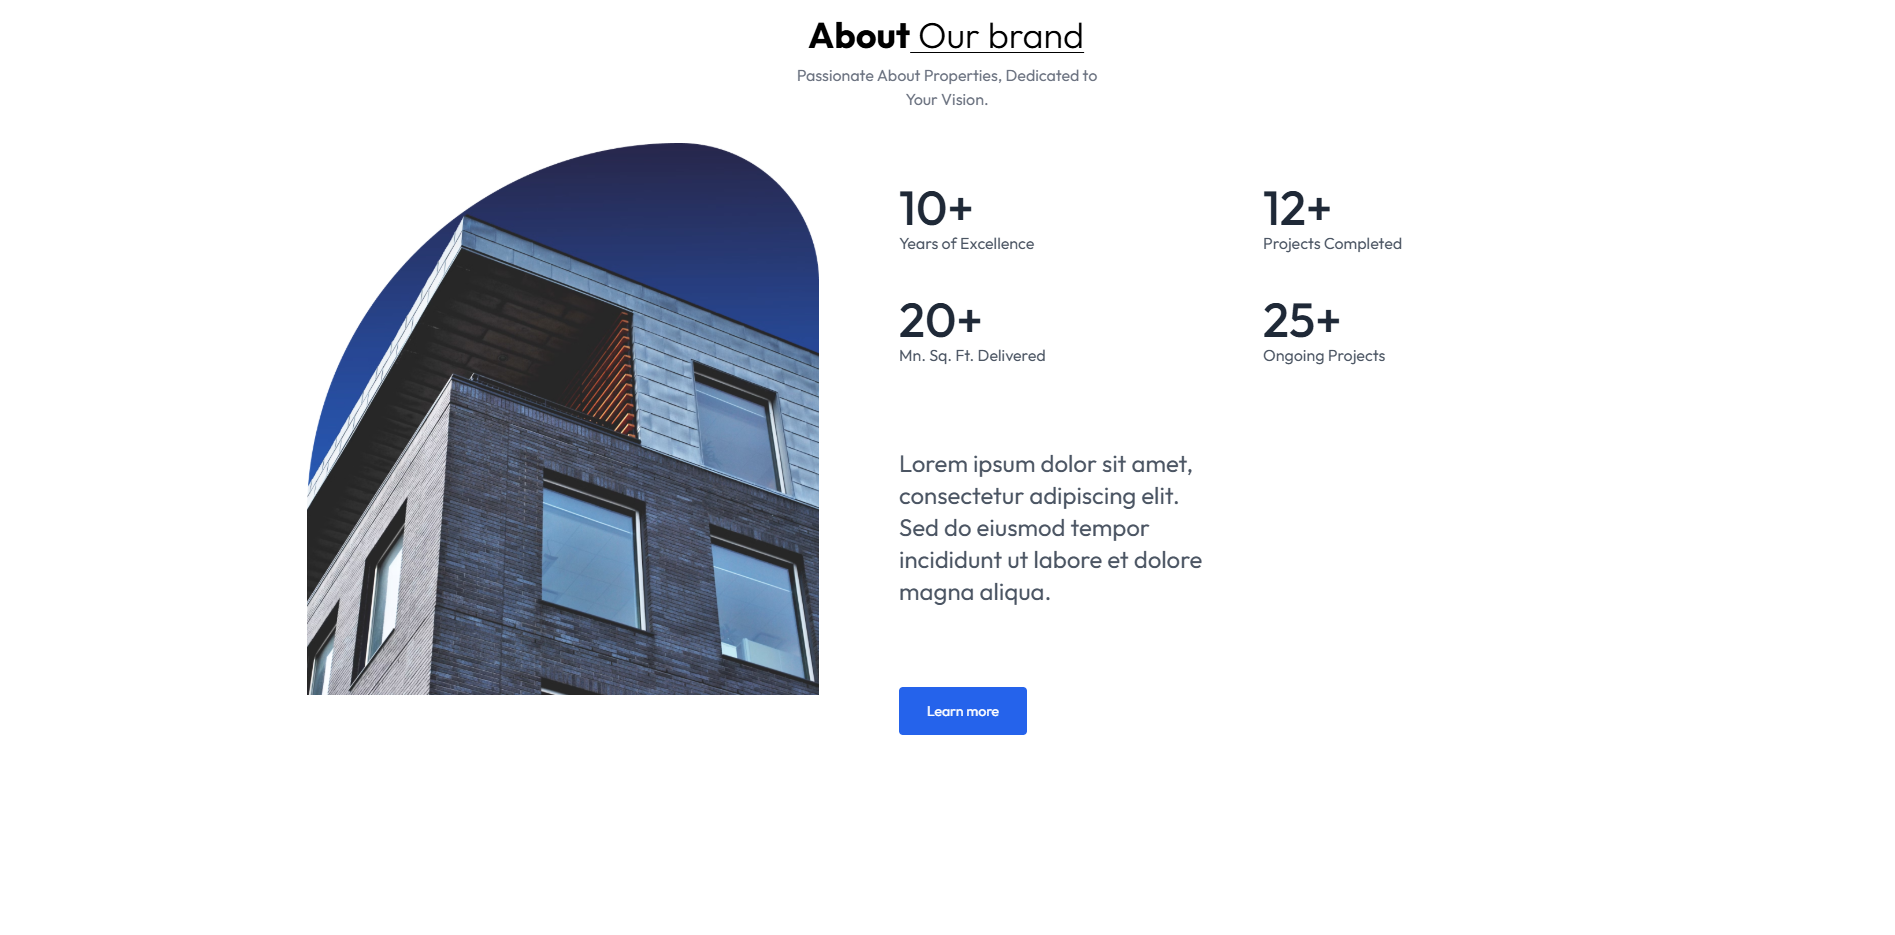 About Our brand
Passionate About Properties, Dedicated to
Your Vision.
10+
Years of Excellence
12+
Projects Completed
20+
Mn. Sq. Ft. Delivered
25+
Ongoing Projects
Lorem ipsum dolor sit amet,
consectetur adipiscing elit.
Sed do eiusmod tempor
incididunt ut labore et dolore
magna aliqua.
Learn more